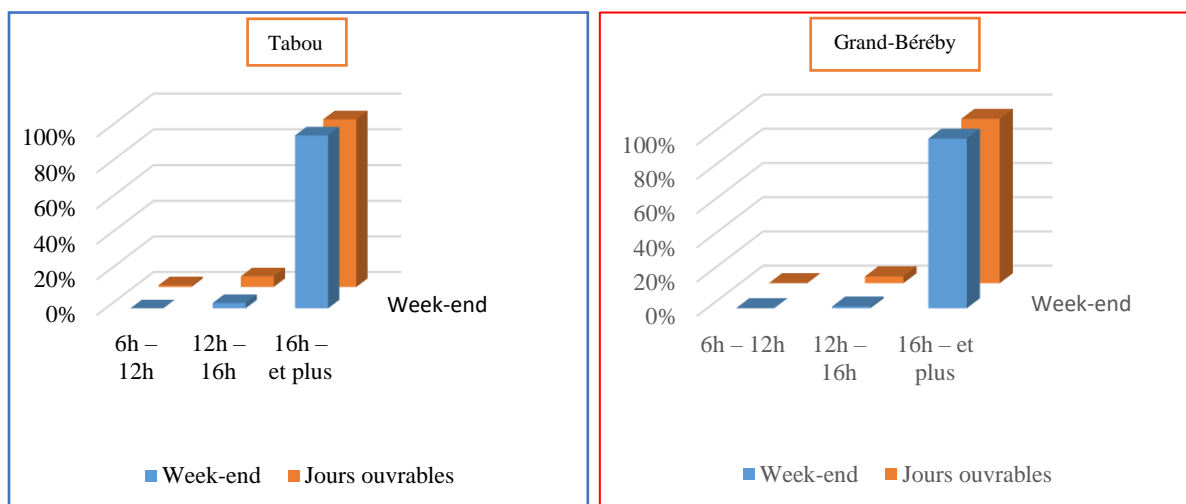 Tabou
100%
80%
60%
40%
20%
0%
Week-end
6h –
12h
12h –
16h
16h –
et plus
Week-end
Jours ouvrables
Grand-Béréby
100%
80%
60%
40%
20%
0%
Week-end
6h – 12h
12h –
16h
16h – et
plus
Week-end
Jours ouvrables